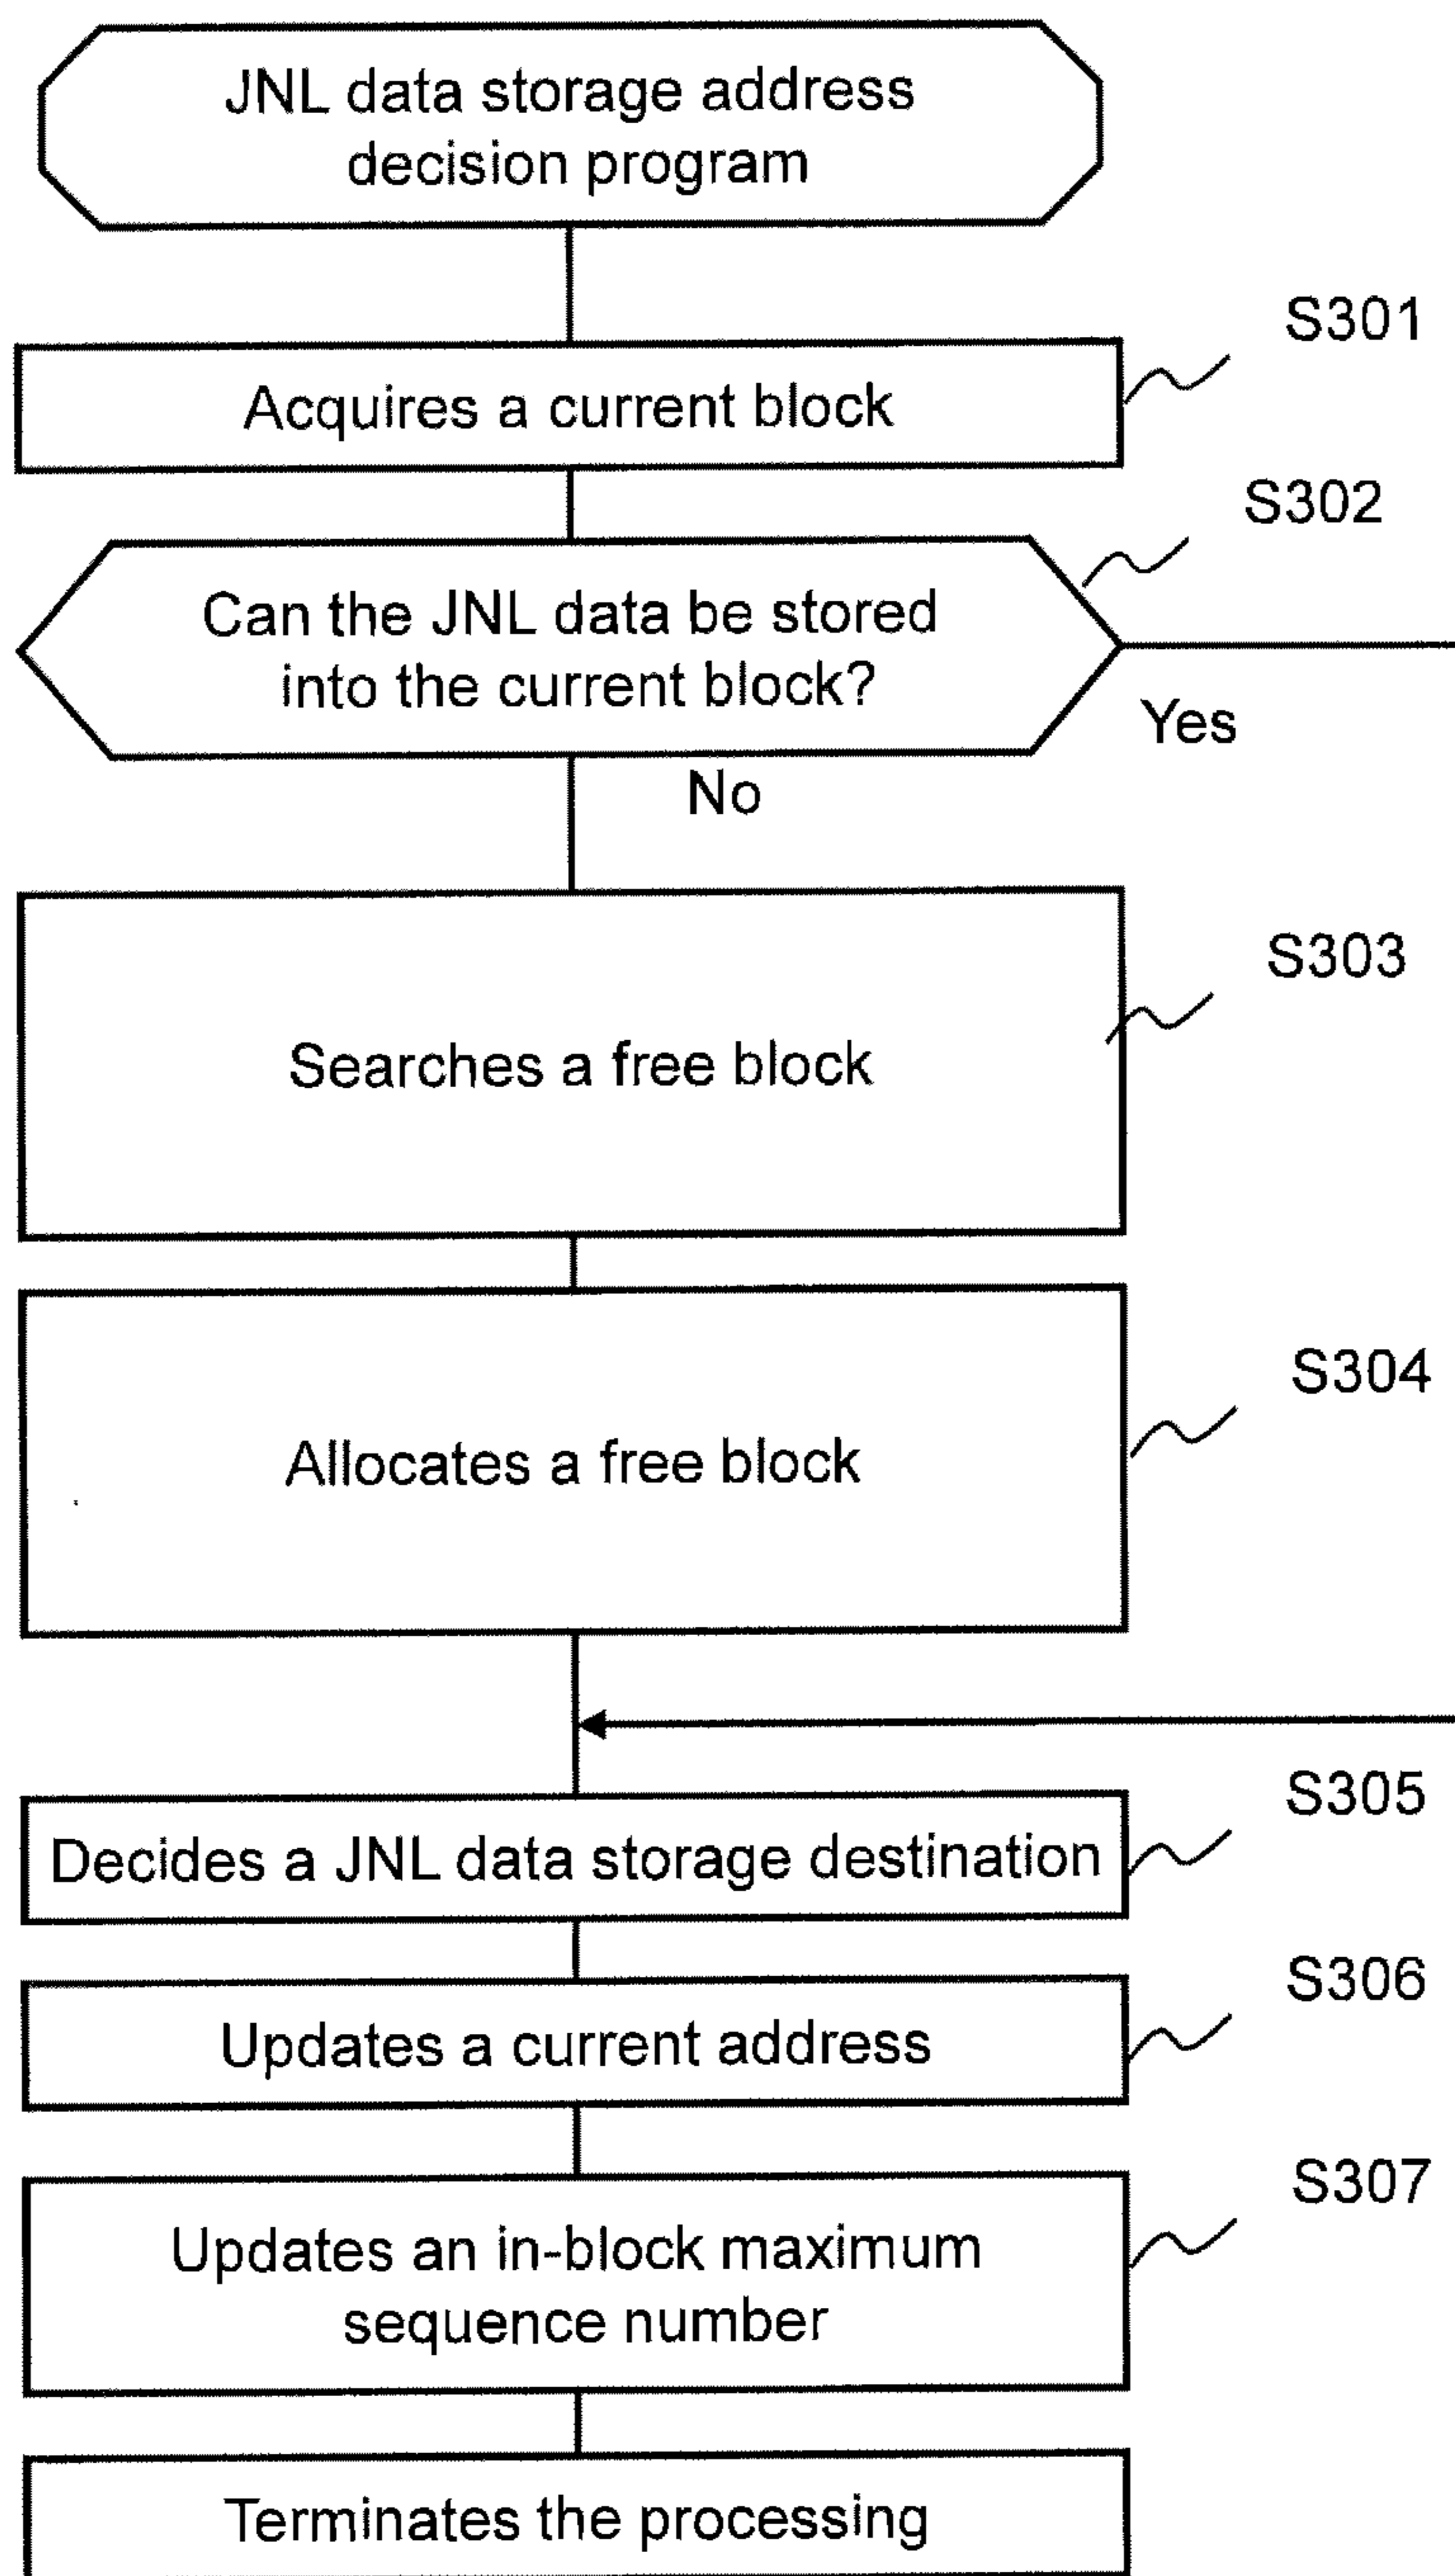 JNL data storage address
decision program
S301
Acquires a current block
S302
Can the JNL data be stored
into the current block?
Yes
No
S303
Searches a free block
S304
Allocates a free block
S305
Decides a JNL data storage destination
S306
Updates a current address
S307
Updates an in-block maximum
sequence number
Terminates the processing